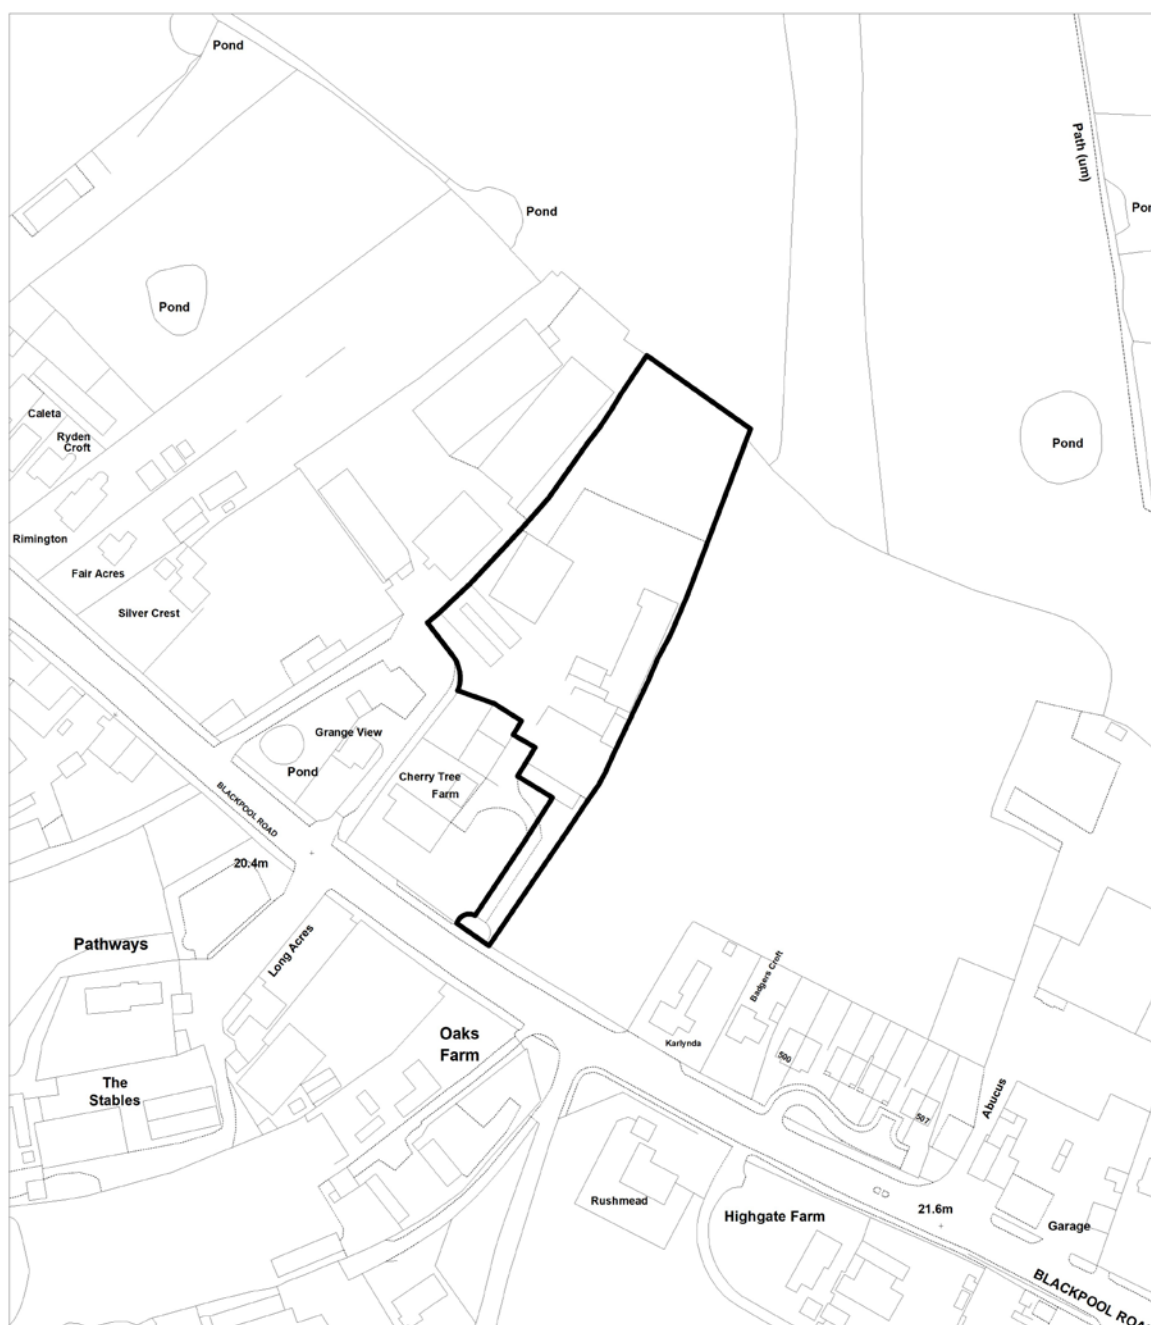 Pond
Path (um)
Pond
Pond
Caleta
Ryden
Croft
Pond
Rimington
Fair Acres
Silver Crest
Grange View
Pond
Cherry Tree
Farm
BLACKPOOL ROAD
20.4m
Pathways
Long Acres
Badgers Croft
Oaks
Farm
Karlynda
500
The
Stables
Abucus
507
Rushmead
Highgate Farm
21.6m
Garage
BLACKPOOL